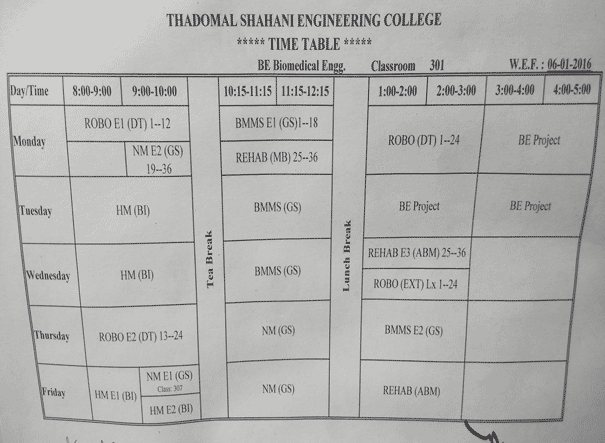 THADOMAL SHAHANI ENGINEERING COLLEGE
***** TIME TABLE *****
BE Biomedical Engg. Classroom 301 W.E.F. : 06-01-2016
Day/Time 8:00-9:00 9:00-10:00 10:15-11:15 11:15-12:15 1:00-2:00 2:00-3:00 3:00-4:00 4:00-5:00
Tea Break
Lunch Break
Monday ROBO E1 (DT) 1--12 BMMS E1 (GS)1--18 ROBO (DT) 1--24 BE Project
NM E2 (GS) REHAB (MB) 25--36
19--36
Tuesday HM (BI) BMMS (GS) BE Project BE Project
Wednesday HM (BI) BMMS (GS) REHAB E3 (ABM) 25--36
ROBO (EXT) Lx 1--24
Thursday ROBO E2 (DT) 13--24 NM (GS) BMMS E2 (GS)
Friday HM E1 (BI) NM E1 (GS) NM (GS) REHAB (ABM)
Class: 307
HM E2 (BI)